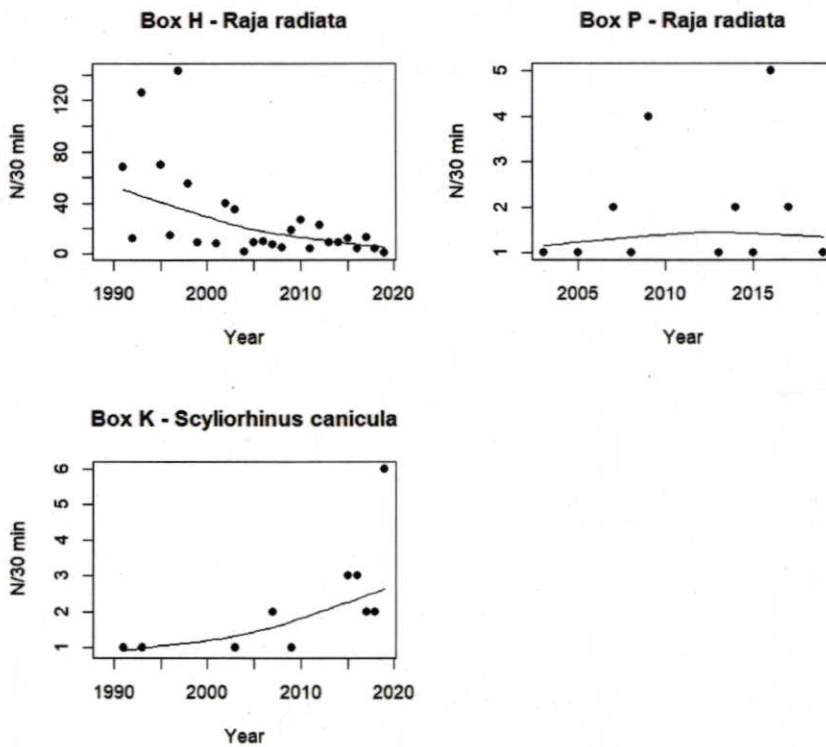 Box H - Raja radiata
N/30 min
120
80
40
0
1990 2000 2010 2020
Year
Box P - Raja radiata
N/30 min
5
4
3
2
1
2005 2010 2015
Year
Box K - Scyliorhinus canicula
N/30 min
6
5
4
3
2
1
1990 2000 2010 2020
Year